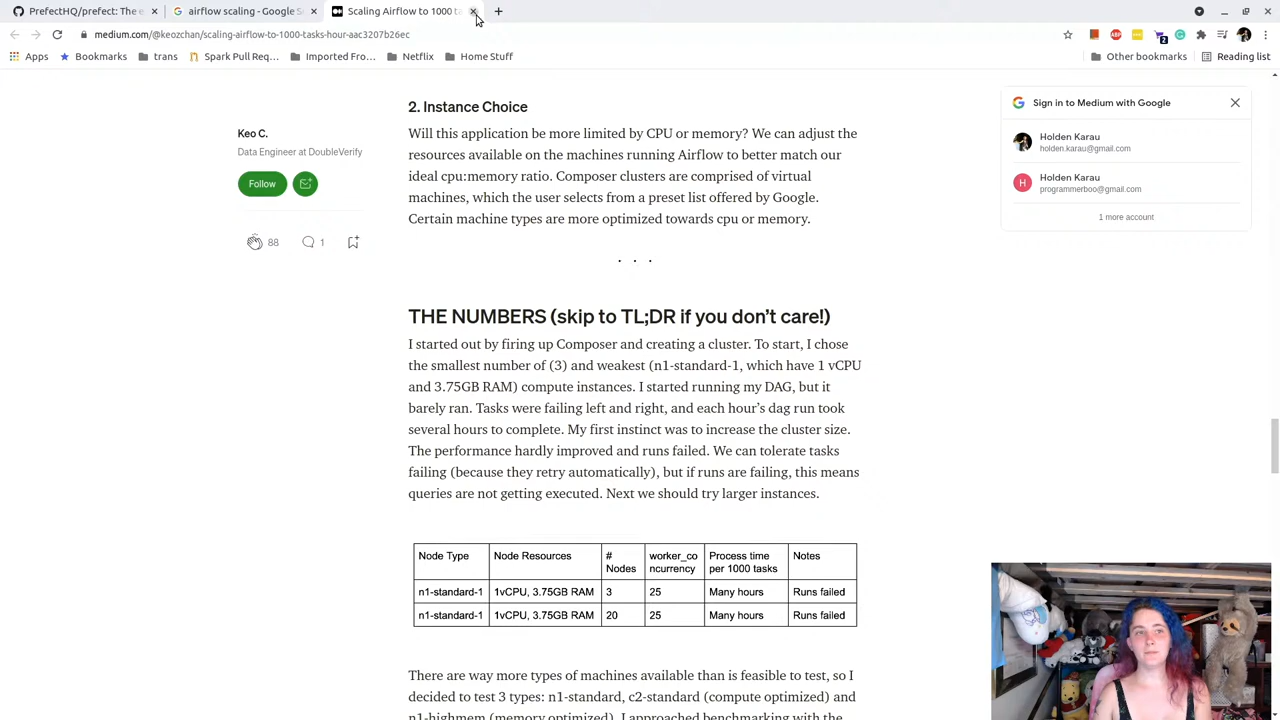 PrefectHQ/prefect: The e
airflow scaling - Google S
Scaling Airflow to 1000 ta
medium.com/@keozchan/scaling-airflow-to-1000-tasks-hour-aac3207b26ec
ABP
2
Apps
Bookmarks
trans
Spark Pull Req...
Imported Fro...
Netflix
Home Stuff
Other bookmarks
Reading list
Keo C.
Data Engineer at DoubleVerify
Follow
88
1
2. Instance Choice
Will this application be more limited by CPU or memory? We can adjust the
resources available on the machines running Airflow to better match our
ideal cpu:memory ratio. Composer clusters are comprised of virtual
machines, which the user selects from a preset list offered by Google.
Certain machine types are more optimized towards cpu or memory.
. . .
THE NUMBERS (skip to TL;DR if you don’t care!)
I started out by firing up Composer and creating a cluster. To start, I chose
the smallest number of (3) and weakest (n1-standard-1, which have 1 vCPU
and 3.75GB RAM) compute instances. I started running my DAG, but it
barely ran. Tasks were failing left and right, and each hour’s dag run took
several hours to complete. My first instinct was to increase the cluster size.
The performance hardly improved and runs failed. We can tolerate tasks
failing (because they retry automatically), but if runs are failing, this means
queries are not getting executed. Next we should try larger instances.
Node Type Node Resources # Nodes worker_co ncurrency Process time per 1000 tasks Notes
n1-standard-1 1vCPU, 3.75GB RAM 3 25 Many hours Runs failed
n1-standard-1 1vCPU, 3.75GB RAM 20 25 Many hours Runs failed
There are way more types of machines available than is feasible to test, so I
decided to test 3 types: n1-standard, c2-standard (compute optimized) and
n1-highmem (memory optimized). I approached benchmarking with the
Sign in to Medium with Google
Holden Karau
holden.karau@gmail.com
H
Holden Karau
programmerboo@gmail.com
1 more account